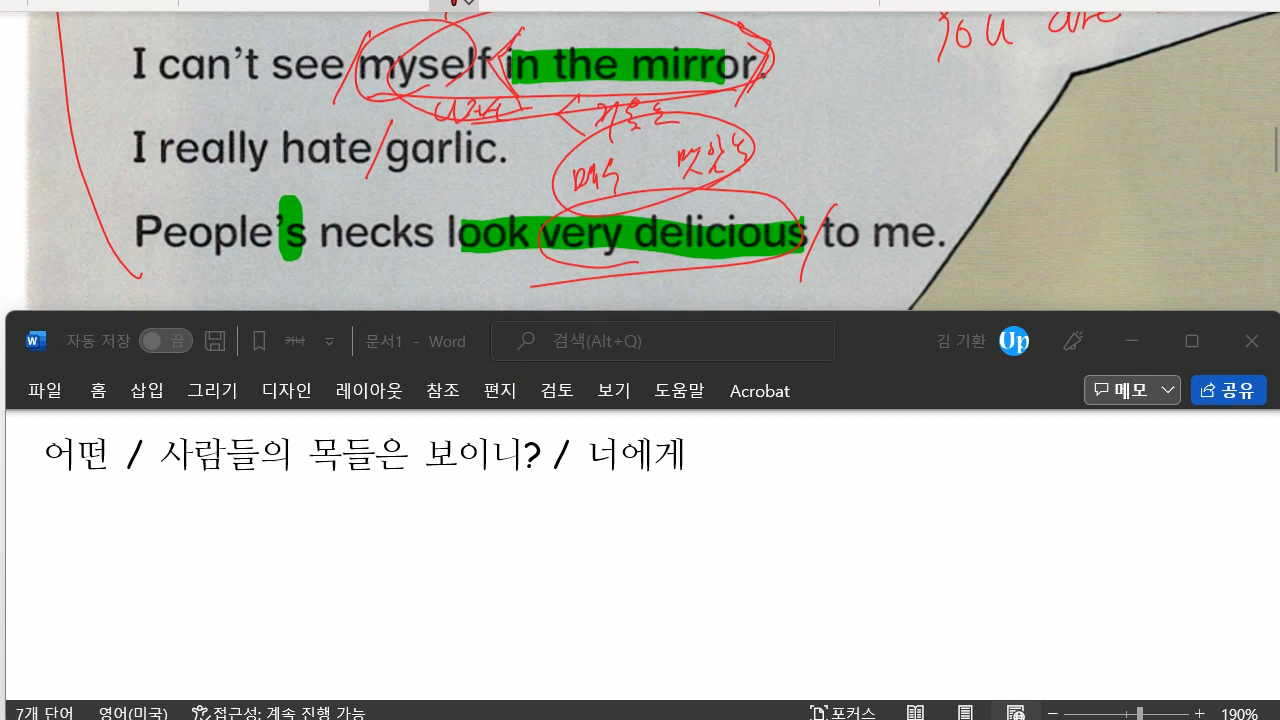 You are
I can't see myself in the mirror.
거울는
I really hate garlic.
매우 맛있는
People's necks look very delicious to me.
자동 저장 끔 가나 문서1 - Word 검색(Alt+Q) 김 기환 Up
파일 홈 삽입 그리기 디자인 레이아웃 참조 편지 검토 보기 도움말 Acrobat 메모 공유
어떤 / 사람들의 목들은 보이니? / 너에게
7개 단어 영어(미국) 접근성: 계속 진행 가능 포커스 190%